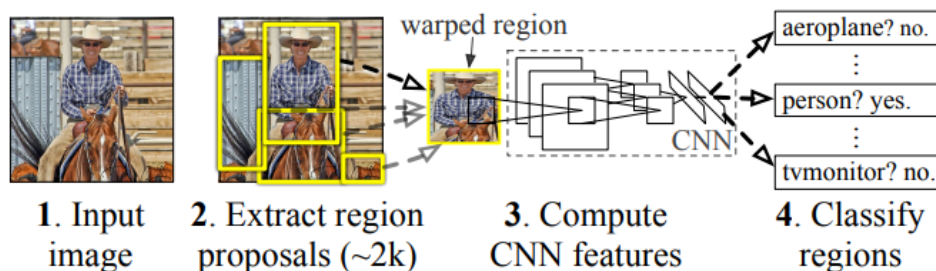 warped region
aeroplane? no.
person? yes.
CNN
tvmonitor? no.
1. Input
image
2. Extract region
proposals (~2k)
3. Compute
CNN features
4. Classify
regions